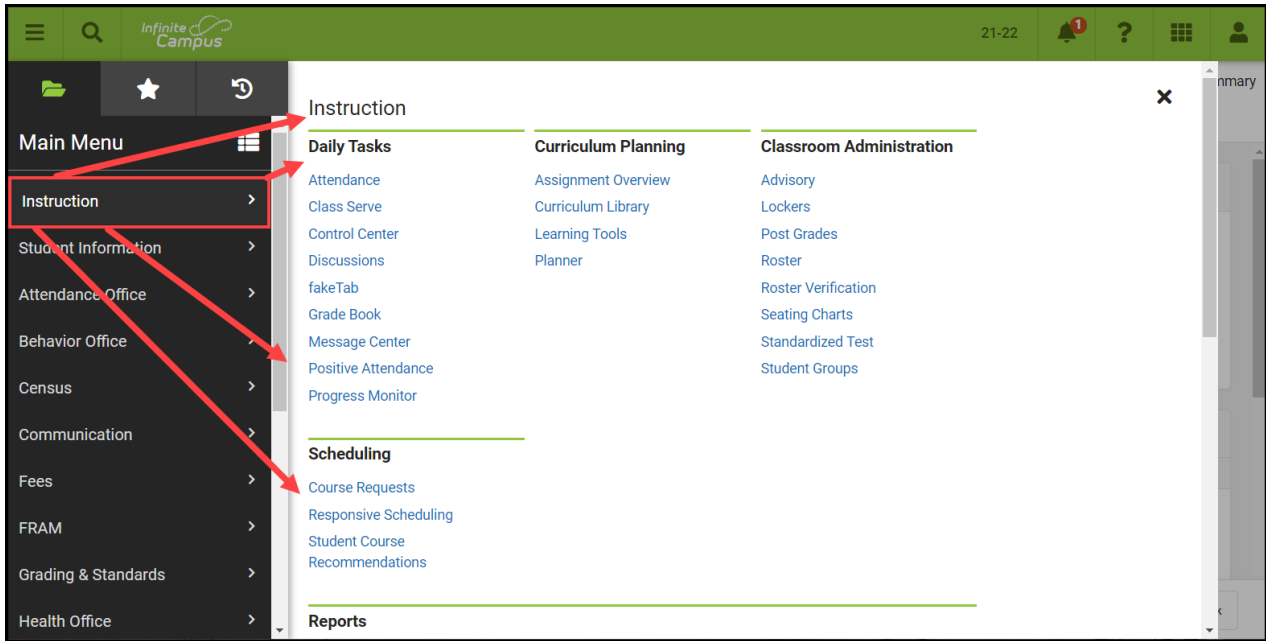 Infinite
Campus
21-22
1
?
mmary
Main Menu
Instruction
Student Information
Attendance Office
Behavior Office
Census
Communication
Fees
FRAM
Grading & Standards
Health Office
Instruction
Daily Tasks
Attendance
Class Serve
Control Center
Discussions
fakeTab
Grade Book
Message Center
Positive Attendance
Progress Monitor
Curriculum Planning
Assignment Overview
Curriculum Library
Learning Tools
Planner
Classroom Administration
Advisory
Lockers
Post Grades
Roster
Roster Verification
Seating Charts
Standardized Test
Student Groups
Scheduling
Course Requests
Responsive Scheduling
Student Course
Recommendations
Reports